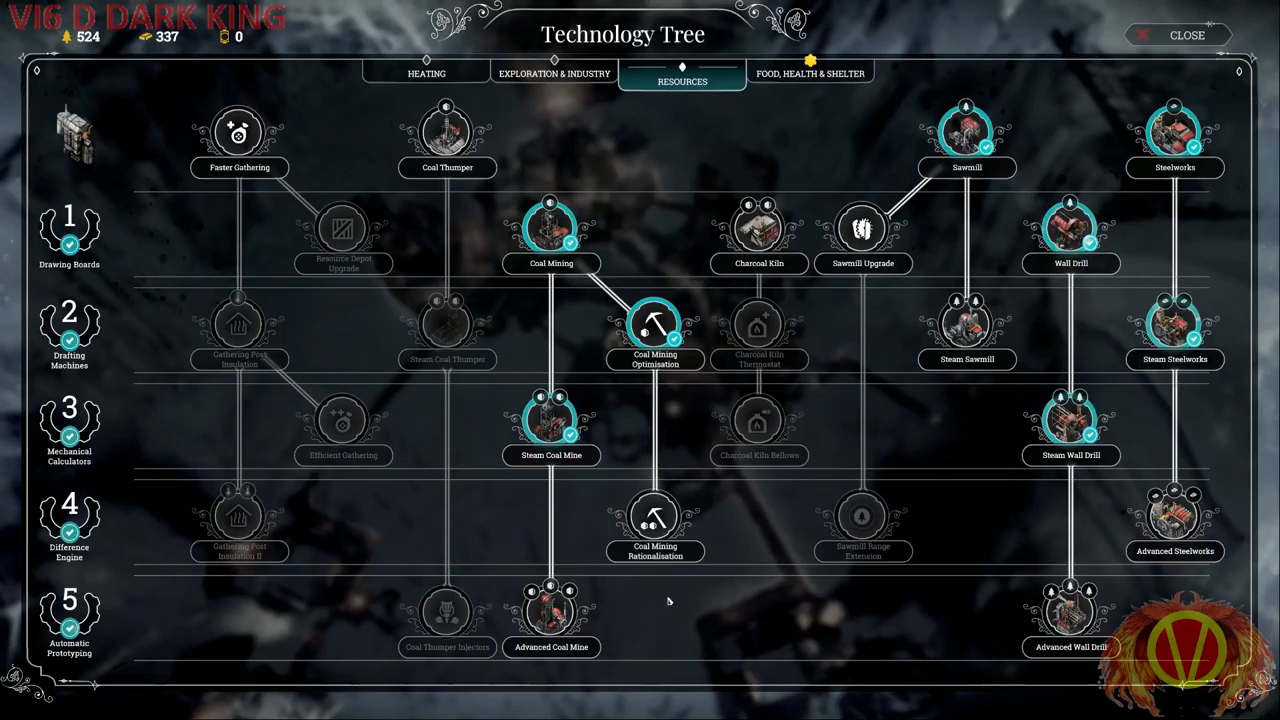 VI6 D DARK KING
524 337 0
Technology Tree
CLOSE
HEATING
EXPLORATION & INDUSTRY
RESOURCES
FOOD, HEALTH & SHELTER
Faster Gathering
Coal Thumper
Sawmill
Steelworks
1
Drawing Boards
Resource Depot
Upgrade
Coal Mining
Charcoal Kiln
Sawmill Upgrade
Wall Drill
2
Drafting
Machines
Gathering Post
Insulation
Steam Coal Thumper
Coal Mining
Optimisation
Charcoal Kiln
Thermostat
Steam Sawmill
Steam Steelworks
3
Mechanical
Calculators
Efficient Gathering
Steam Coal Mine
Charcoal Kiln Bellows
Steam Wall Drill
4
Difference
Engine
Gathering Post
Insulation II
Coal Mining
Rationalisation
Sawmill Range
Extension
Advanced Steelworks
5
Automatic
Prototyping
Coal Thumper Injectors
Advanced Coal Mine
Advanced Wall Drill
V